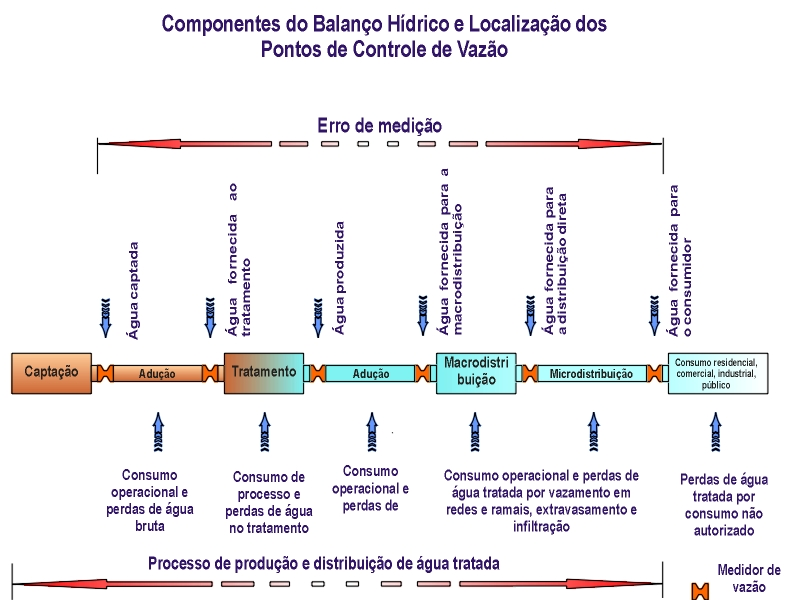 Componentes do Balanço Hídrico e Localização dos
Pontos de Controle de Vazão
Erro de medição
Água captada
Água fornecida ao
tratamento
Água produzida
Água fornecida para a
macrodistribuição
Água fornecida para
a distribuição direta
Água fornecida para
o consumidor
Captação
Adução
Tratamento
Adução
Macrodistri
buição
Microdistribuição
Consumo residencial,
comercial, industrial,
público
Consumo
operacional e
perdas de água
bruta
Consumo de
processo e
perdas de água
no tratamento
Consumo
operacional e
perdas de
Consumo operacional e perdas de
água tratada por vazamento em
redes e ramais, extravasamento e
infiltração
Perdas de água
tratada por
consumo não
autorizado
Processo de produção e distribuição de água tratada
Medidor de
vazão